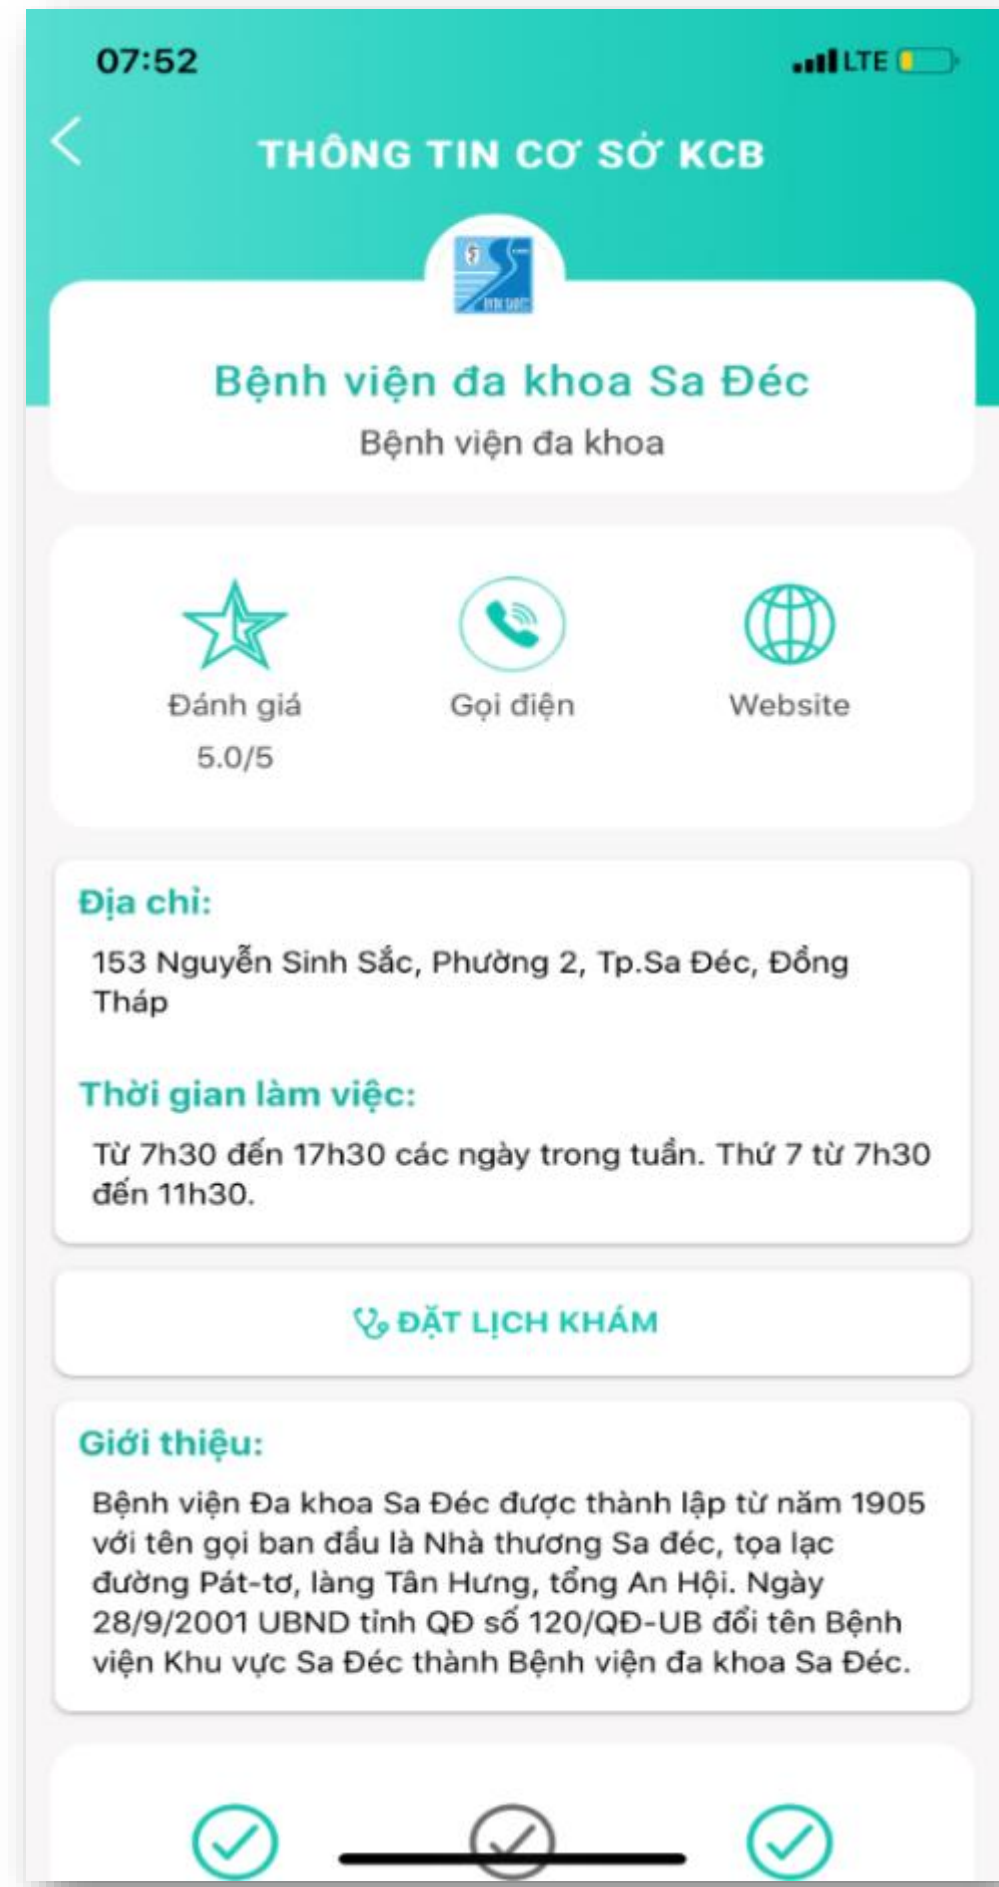 07:52
LTE
THÔNG TIN CƠ SỞ KCB
Bệnh viện đa khoa Sa Đéc
Bệnh viện đa khoa
Đánh giá
5.0/5
Gọi điện
Website
Địa chỉ:
153 Nguyễn Sinh Sắc, Phường 2, Tp.Sa Đéc, Đồng
Tháp
Thời gian làm việc:
Từ 7h30 đến 17h30 các ngày trong tuần. Thứ 7 từ 7h30
đến 11h30.
ĐẶT LỊCH KHÁM
Giới thiệu:
Bệnh viện Đa khoa Sa Đéc được thành lập từ năm 1905
với tên gọi ban đầu là Nhà thương Sa đéc, tọa lạc
đường Pát-tơ, làng Tân Hưng, tổng An Hội. Ngày
28/9/2001 UBND tỉnh QĐ số 120/QĐ-UB đổi tên Bệnh
viện Khu vực Sa Đéc thành Bệnh viện đa khoa Sa Đéc.